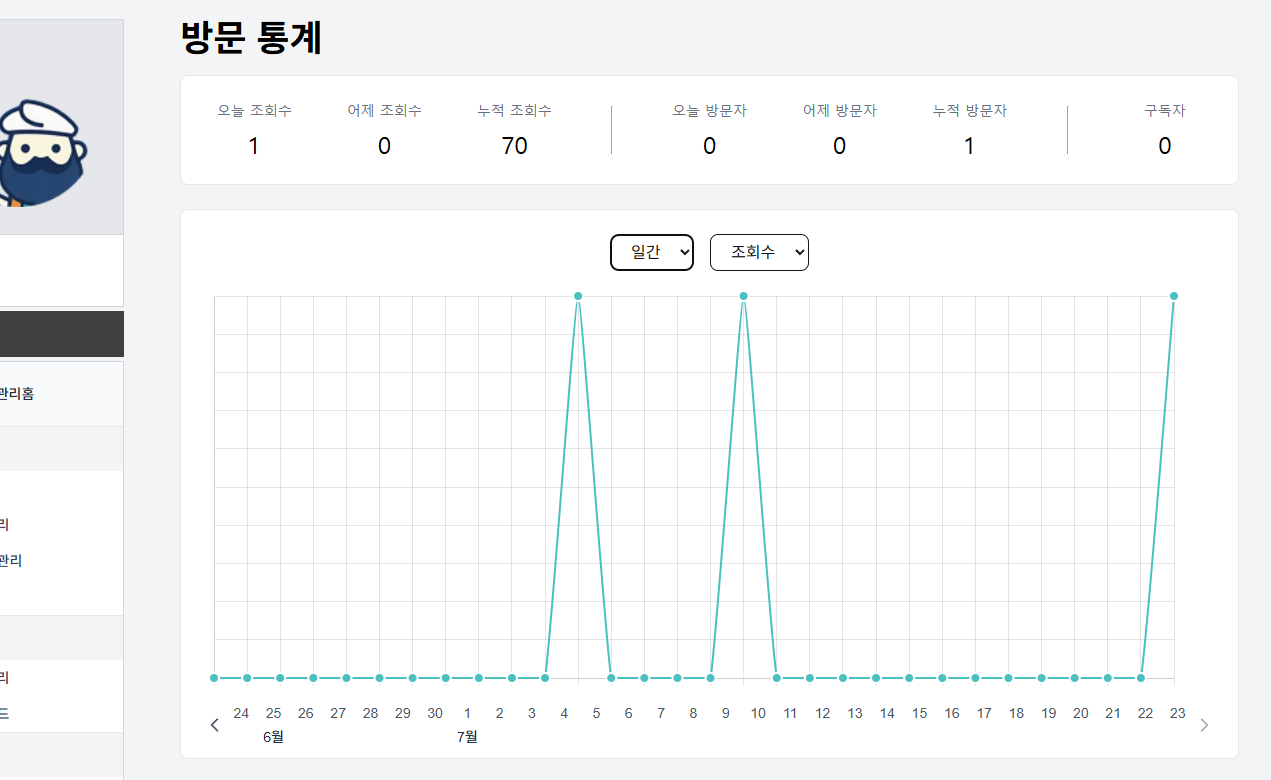 방문 통계
오늘 조회수 어제 조회수 누적 조회수 오늘 방문자 어제 방문자 누적 방문자 구독자
1 0 70 0 0 1 0
일간 조회수
관리홈
리
관리
리
드
24 25 26 27 28 29 30 1 2 3 4 5 6 7 8 9 10 11 12 13 14 15 16 17 18 19 20 21 22 23
6월 7월